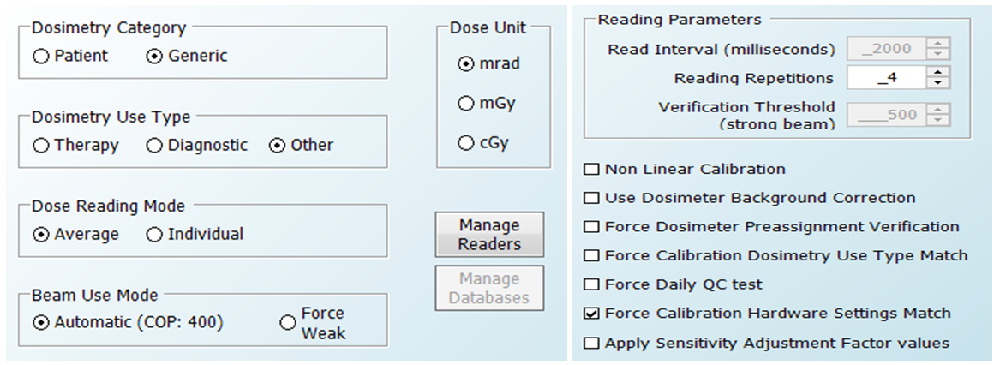 Dosimetry Category
Patient Generic
Dosimetry Use Type
Therapy Diagnostic Other
Dose Reading Mode
Average Individual
Beam Use Mode
Automatic (COP: 400) Force
Weak
Dose Unit
mrad
mGy
cGy
Manage
Readers
Manage
Databases
Reading Parameters
Read Interval (milliseconds) _2000
Reading Repetitions _4
Verification Threshold
(strong beam) ___500
Non Linear Calibration
Use Dosimeter Background Correction
Force Dosimeter Preassignment Verification
Force Calibration Dosimetry Use Type Match
Force Daily QC test
Force Calibration Hardware Settings Match
Apply Sensitivity Adjustment Factor values